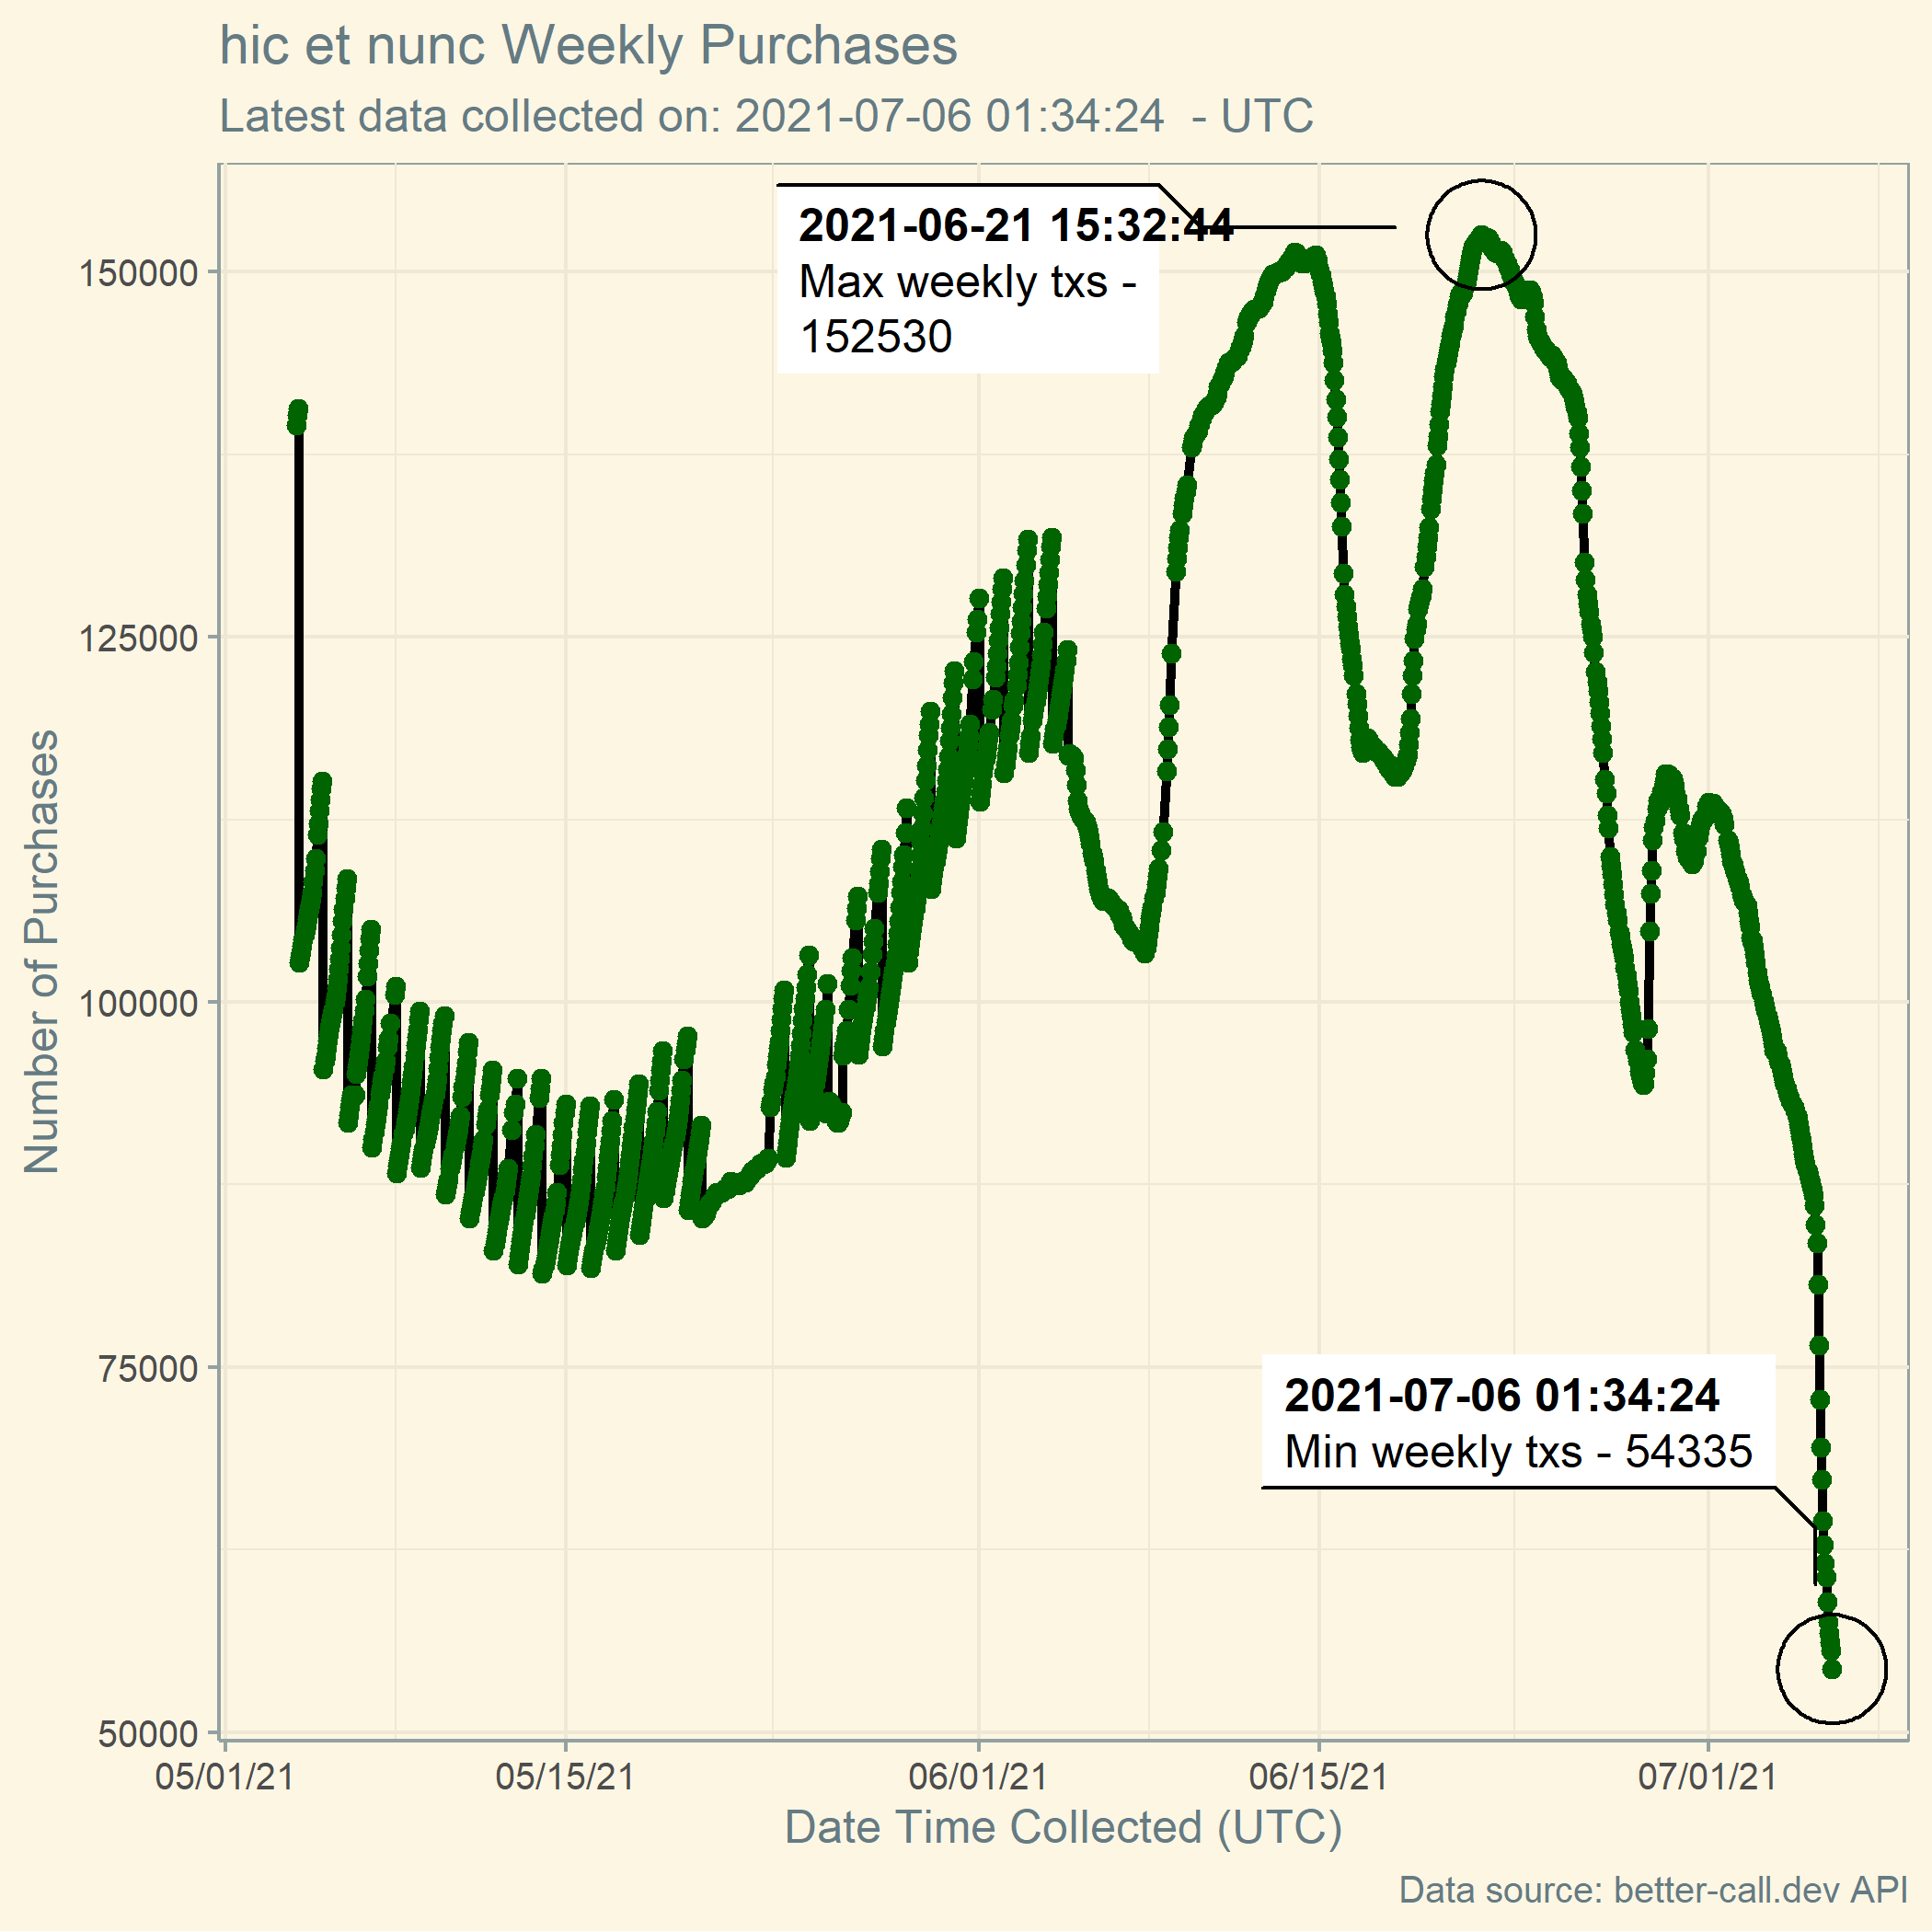 hic et nunc Weekly Purchases
Latest data collected on: 2021-07-06 01:34:24  - UTC
2021-06-21 15:32:44
Max weekly txs -
152530
150000
125000
100000
75000
50000
Number of Purchases
2021-07-06 01:34:24
Min weekly txs - 54335
05/01/21
05/15/21
06/01/21
06/15/21
07/01/21
Date Time Collected (UTC)
Data source: better-call.dev API